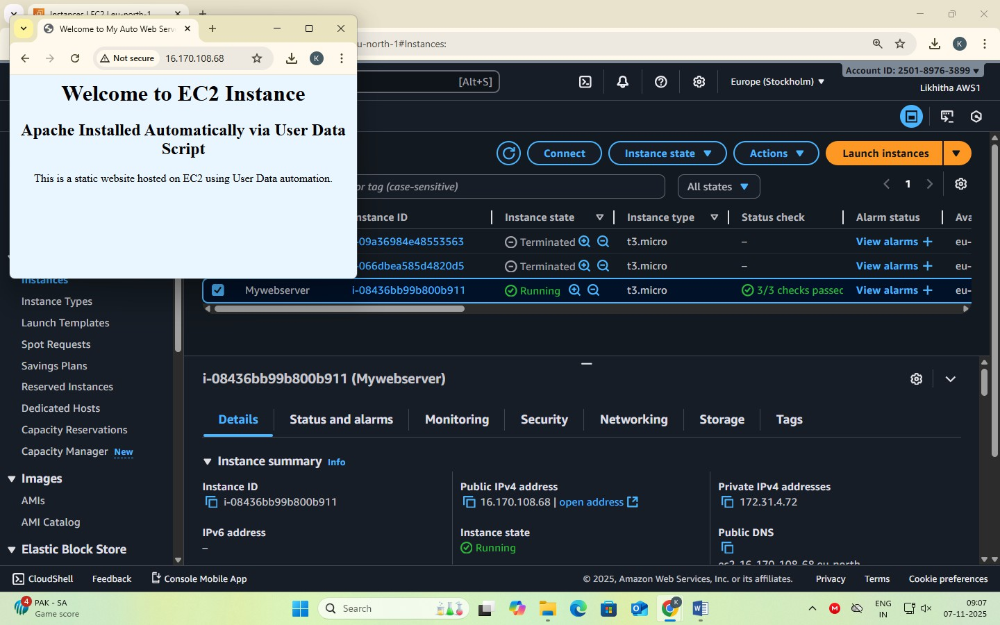 Instances | EC2 | eu-north-1
Welcome to My Auto Web Serv
Not secure 16.170.108.68
K
u-north-1#Instances:
K
Welcome to EC2 Instance
Apache Installed Automatically via User Data
Script
This is a static website hosted on EC2 using User Data automation.
[Alt+S]
Europe (Stockholm)
Account ID: 2501-8976-3899
Likhitha AWS1
Connect
Instance state
Actions
Launch instances
or tag (case-sensitive)
All states
1
nstance ID Instance state Instance type Status check Alarm status Ava
-09a36984e48553563 Terminated t3.micro – View alarms + eu-
-066dbea585d4820d5 Terminated t3.micro – View alarms + eu-
Mywebserver i-08436bb99b800b911 Running t3.micro 3/3 checks passec View alarms + eu-
Instances
Instance Types
Launch Templates
Spot Requests
Savings Plans
Reserved Instances
Dedicated Hosts
Capacity Reservations
Capacity Manager New
Images
AMIs
AMI Catalog
Elastic Block Store
i-08436bb99b800b911 (Mywebserver)
Details Status and alarms Monitoring Security Networking Storage Tags
Instance summary Info
Instance ID
i-08436bb99b800b911
Public IPv4 address
16.170.108.68 | open address
Private IPv4 addresses
172.31.4.72
IPv6 address
–
Instance state
Running
Public DNS
ec2-16-170-108-68.eu-north-
CloudShell Feedback Console Mobile App © 2025, Amazon Web Services, Inc. or its affiliates. Privacy Terms Cookie preferences
4
PAK - SA
Game score
Search
K
ENG
IN
09:07
07-11-2025